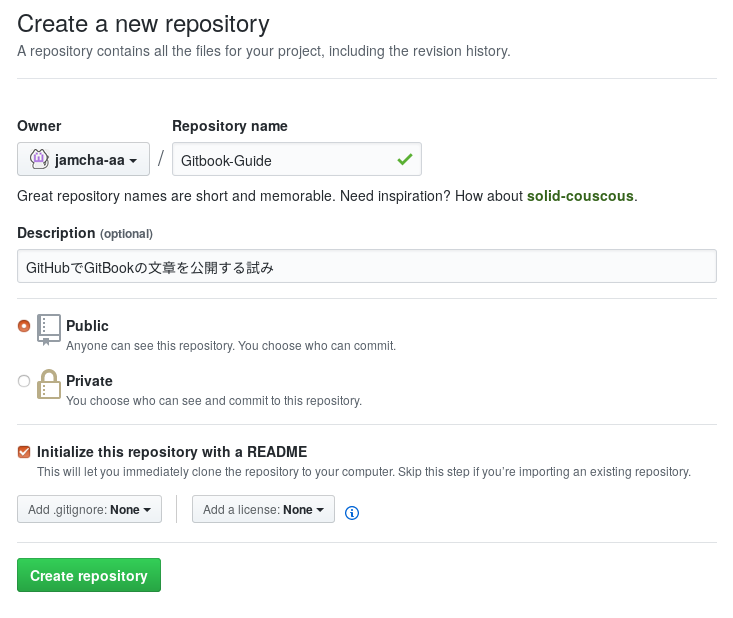 Create a new repository
A repository contains all the files for your project, including the revision history.
Owner
Repository name
jamcha-aa
/
Gitbook-Guide
Great repository names are short and memorable. Need inspiration? How about solid-couscous.
Description (optional)
GitHubでGitBookの文章を公開する試み
Public
Anyone can see this repository. You choose who can commit.
Private
You choose who can see and commit to this repository.
Initialize this repository with a README
This will let you immediately clone the repository to your computer. Skip this step if you’re importing an existing repository.
Add .gitignore: None
Add a license: None
Create repository